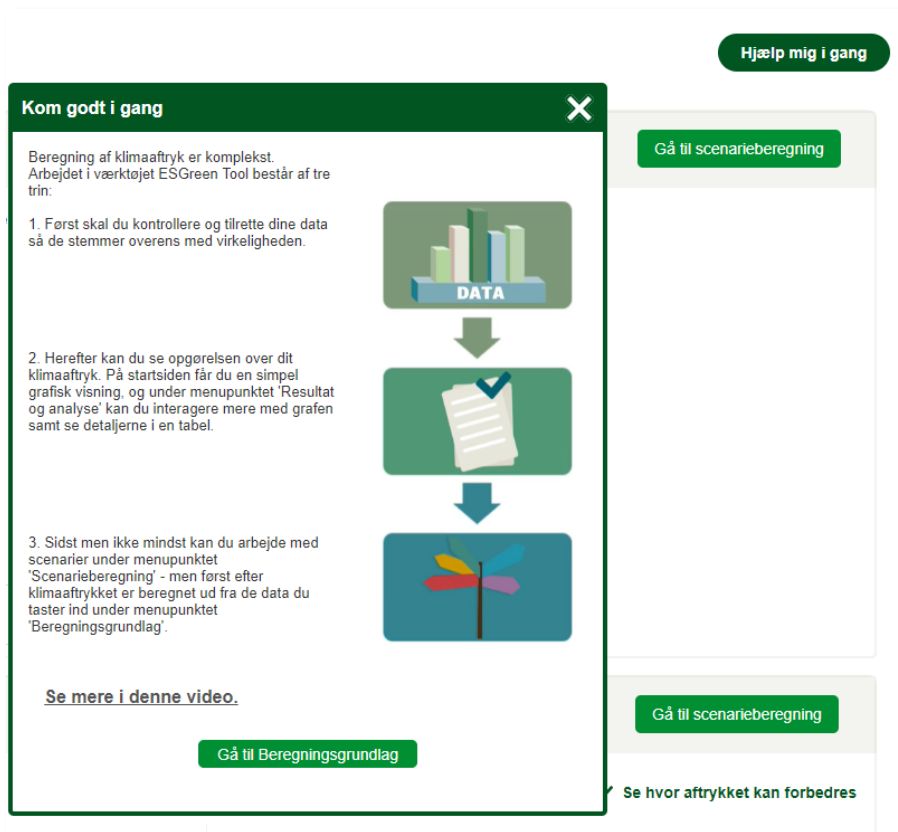 Hjælp mig i gang
Kom godt i gang
Gå til scenarieberegning
Beregning af klimaaftryk er komplekst.
Arbejdet i værktøjet ESGreen Tool består af tre
trin:
1. Først skal du kontrollere og tilrette dine data
så de stemmer overens med virkeligheden.
DATA
2. Herefter kan du se opgørelsen over dit
klimaaftryk. På startsiden får du en simpel
grafisk visning, og under menupunktet 'Resultat
og analyse' kan du interagere mere med grafen
samt se detaljerne i en tabel.
3. Sidst men ikke mindst kan du arbejde med
scenarier under menupunktet
'Scenarieberegning' - men først efter
klimaaftrykket er beregnet ud fra de data du
taster ind under menupunktet
'Beregningsgrundlag'.
Se mere i denne video.
Gå til Beregningsgrundlag
Gå til scenarieberegning
Se hvor aftrykket kan forbedres